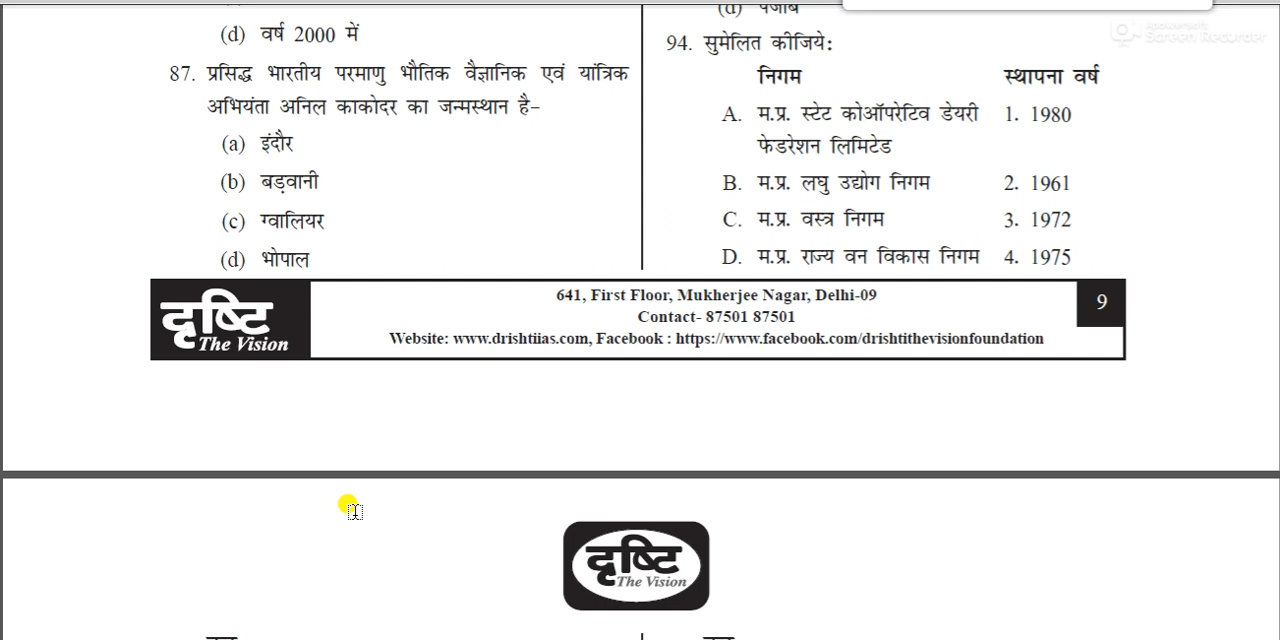 (d) वर्ष 2000 में
87. प्रसिद्ध भारतीय परमाणु भौतिक वैज्ञानिक एवं यांत्रिक
अभियंता अनिल काकोदर का जन्मस्थान है-
(a) इंदौर
(b) बड़वानी
(c) ग्वालियर
(d) भोपाल
(d) पंजाब
94. सुमेलित कीजिये:
निगम स्थापना वर्ष
A. म.प्र. स्टेट कोऑपरेटिव डेयरी 1. 1980
फेडरेशन लिमिटेड
B. म.प्र. लघु उद्योग निगम 2. 1961
C. म.प्र. वस्त्र निगम 3. 1972
D. म.प्र. राज्य वन विकास निगम 4. 1975
Apowersoft
Screen Recorder
दृष्टि
The Vision
641, First Floor, Mukherjee Nagar, Delhi-09
Contact- 87501 87501
Website: www.drishtiias.com, Facebook : https://www.facebook.com/drishtithevisionfoundation
9
दृष्टि
The Vision